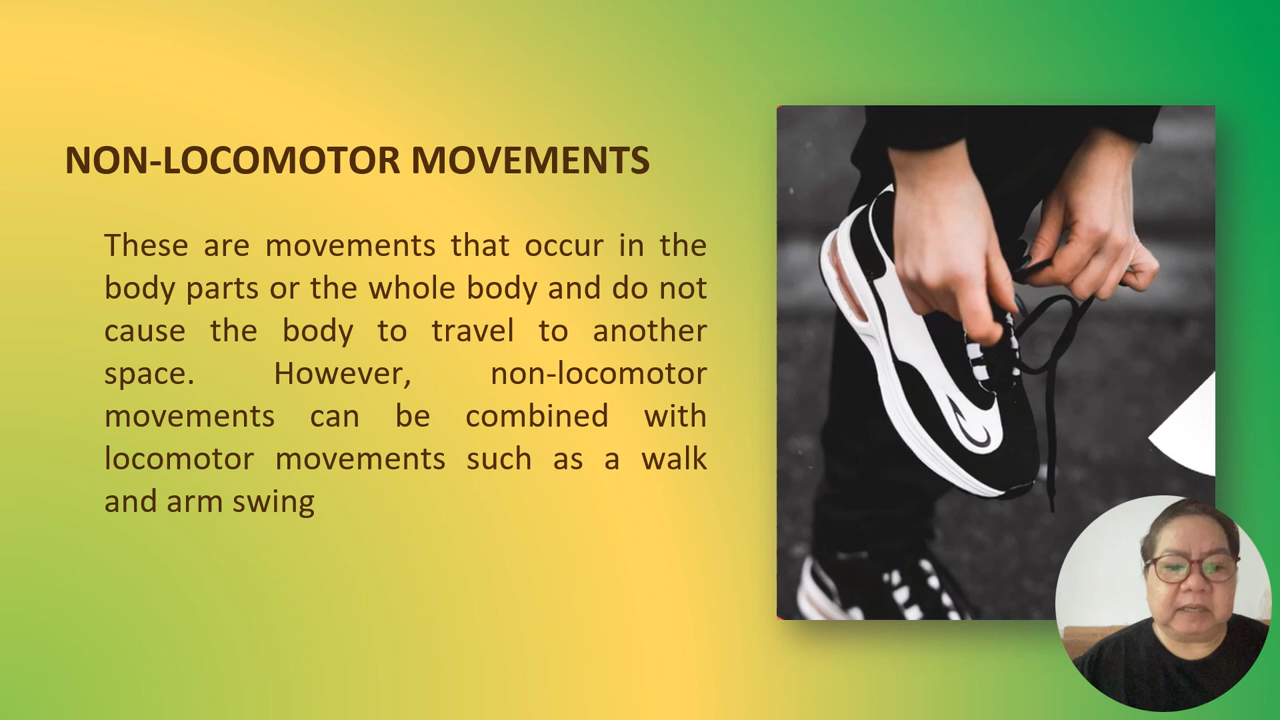 NON-LOCOMOTOR MOVEMENTS
These are movements that occur in the
body parts or the whole body and do not
cause the body to travel to another
space. However, non-locomotor
movements can be combined with
locomotor movements such as a walk
and arm swing